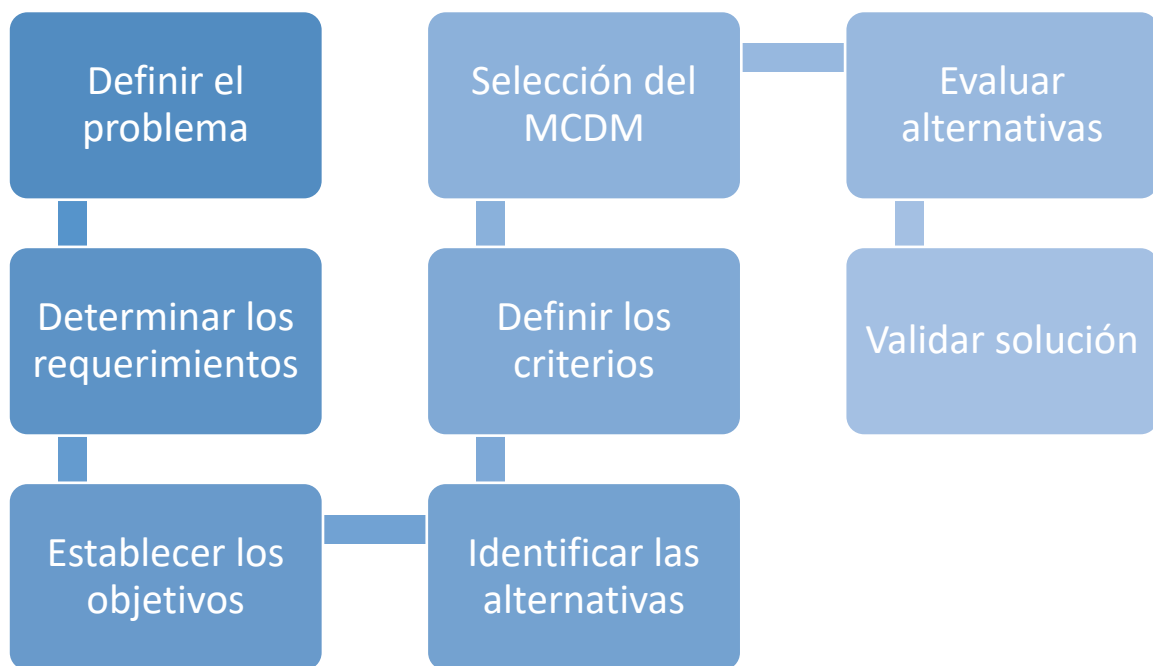 Definir el
problema
Determinar los
requerimientos
Establecer los
objetivos
Identificar las
alternativas
Definir los
criterios
Selección del
MCDM
Evaluar
alternativas
Validar solución